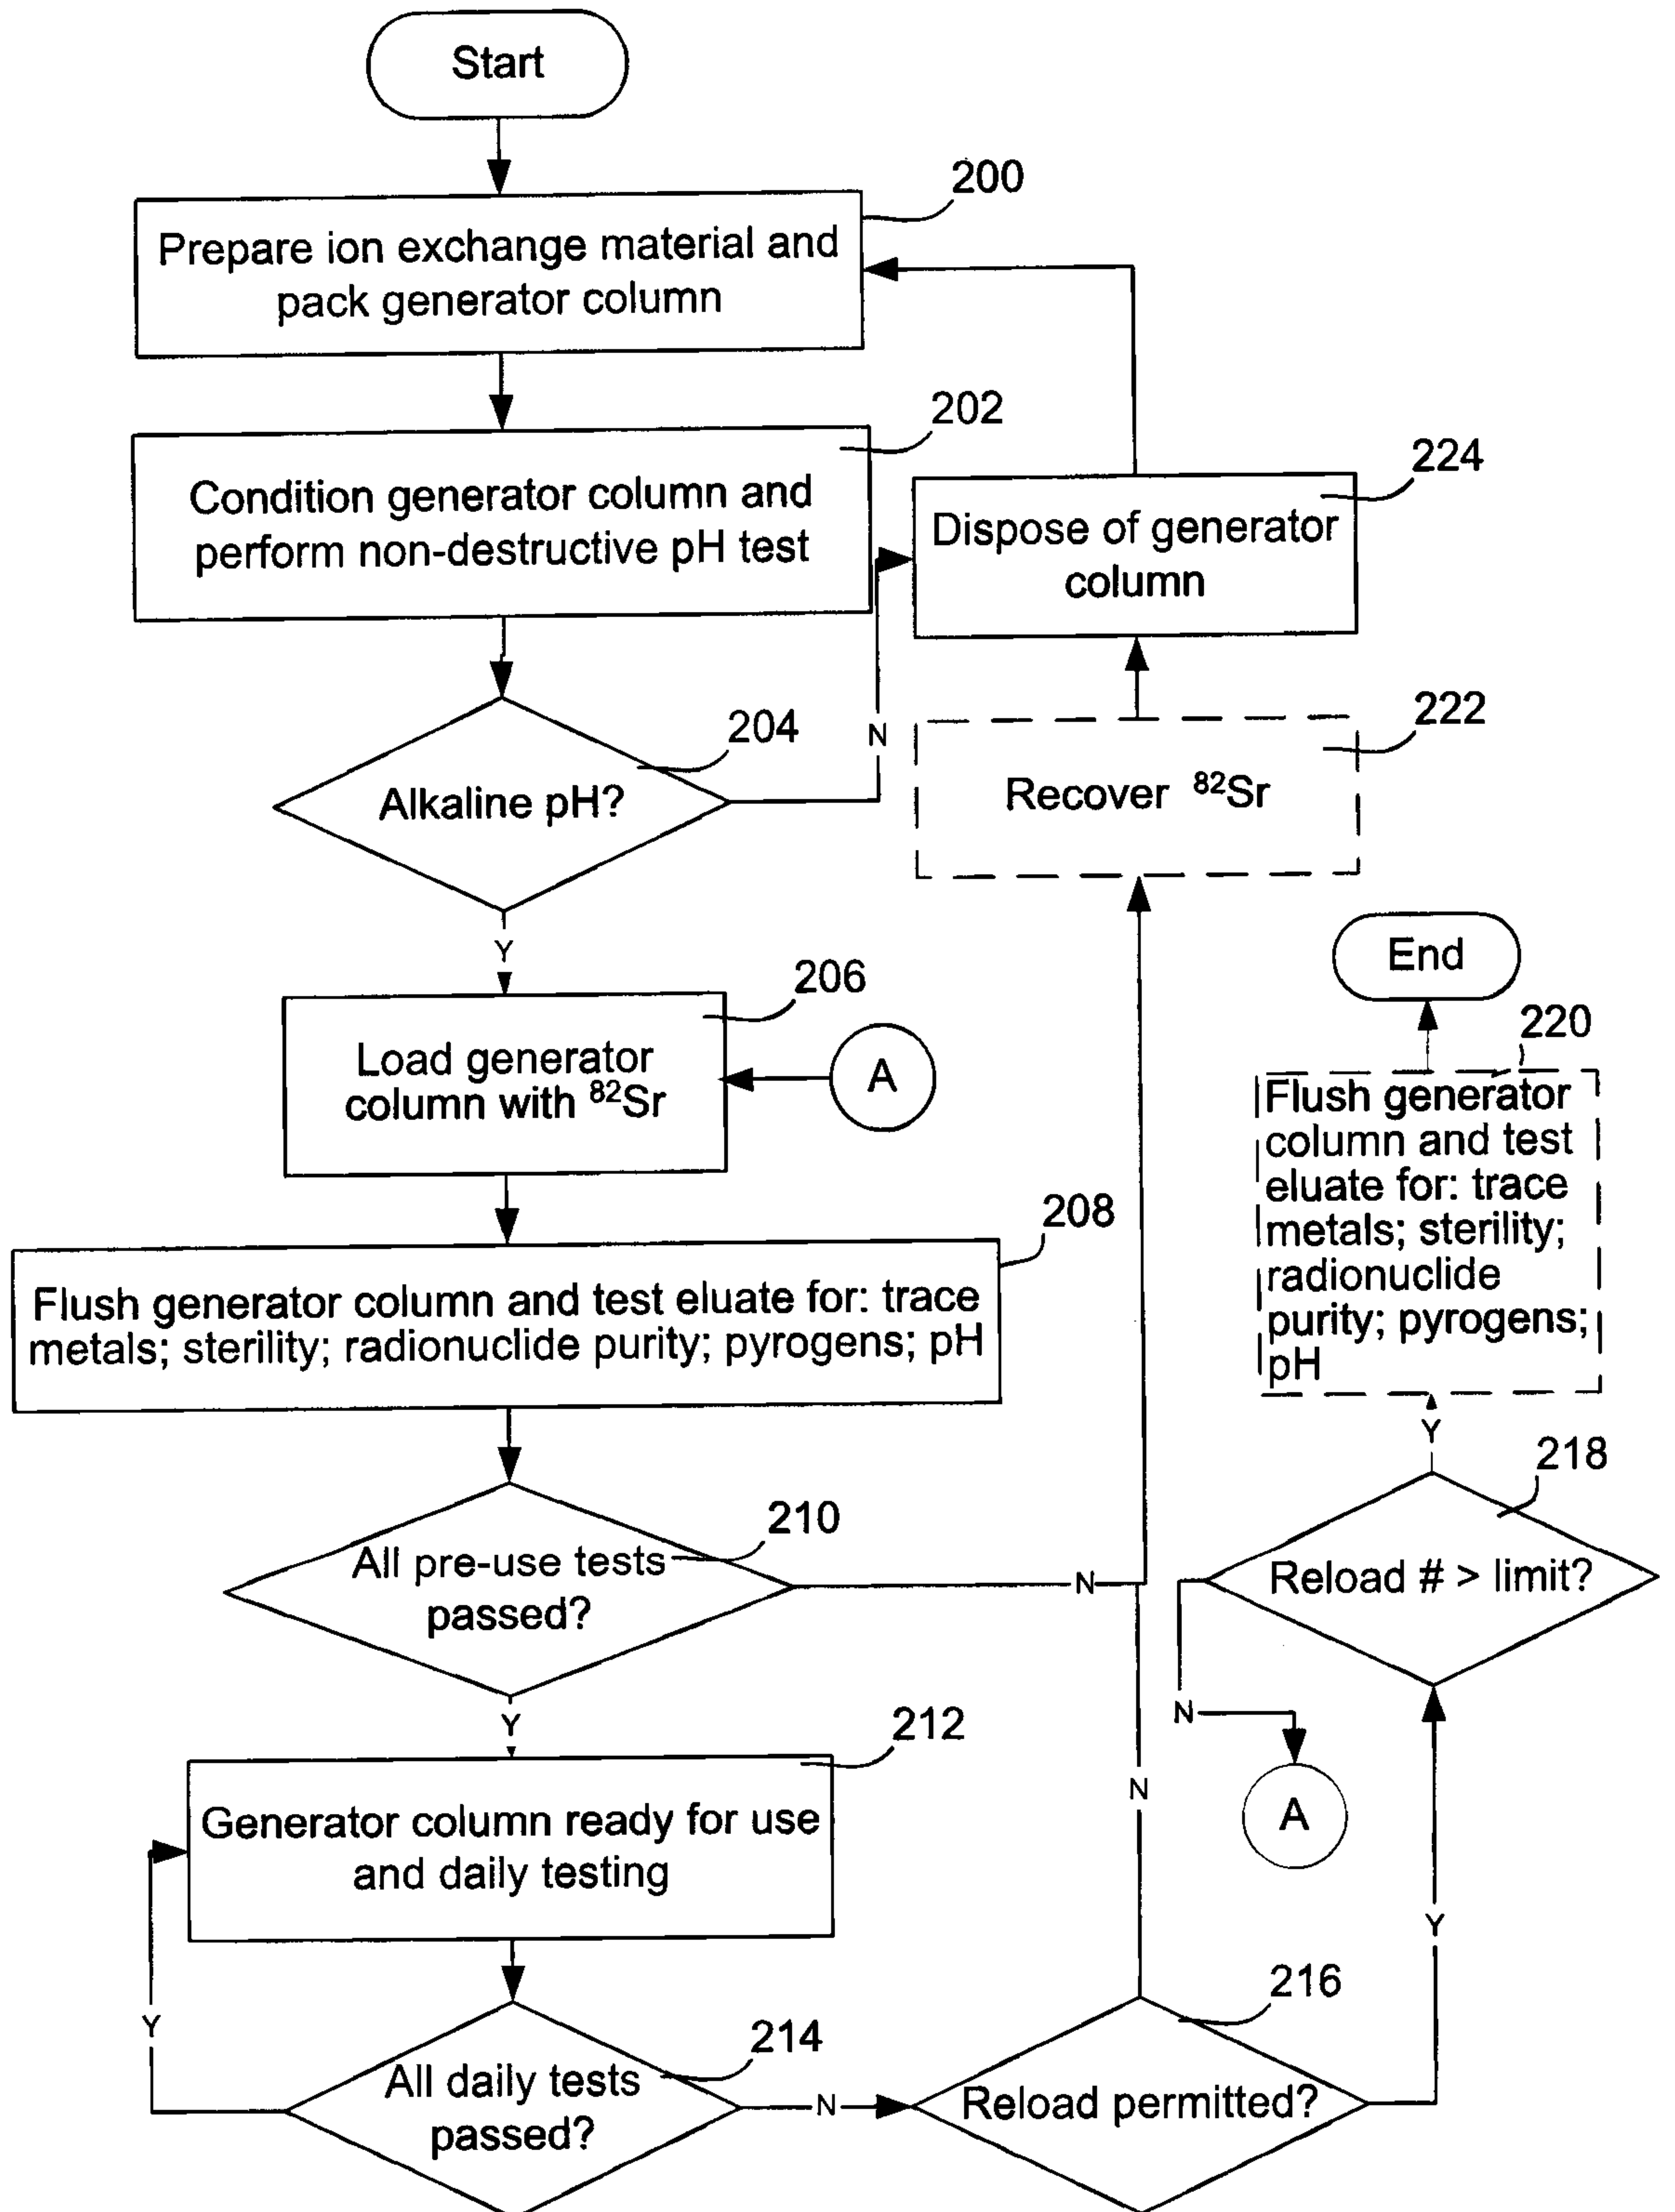 Start
200
Prepare ion exchange material and
pack generator column
202
Condition generator column and
perform non-destructive pH test
224
Dispose of generator
column
204
Alkaline pH?
N
222
Recover ⁸²Sr
Y
206
Load generator
column with ⁸²Sr
A
End
220
Flush generator
column and test
eluate for: trace
metals; sterility;
radionuclide
purity; pyrogens;
pH
208
Flush generator column and test eluate for: trace
metals; sterility; radionuclide purity; pyrogens; pH
Y
218
Reload # > limit?
210
All pre-use tests
passed?
N
N
A
Y
212
Generator column ready for use
and daily testing
N
Y
Y
214
All daily tests
passed?
N
216
Reload permitted?